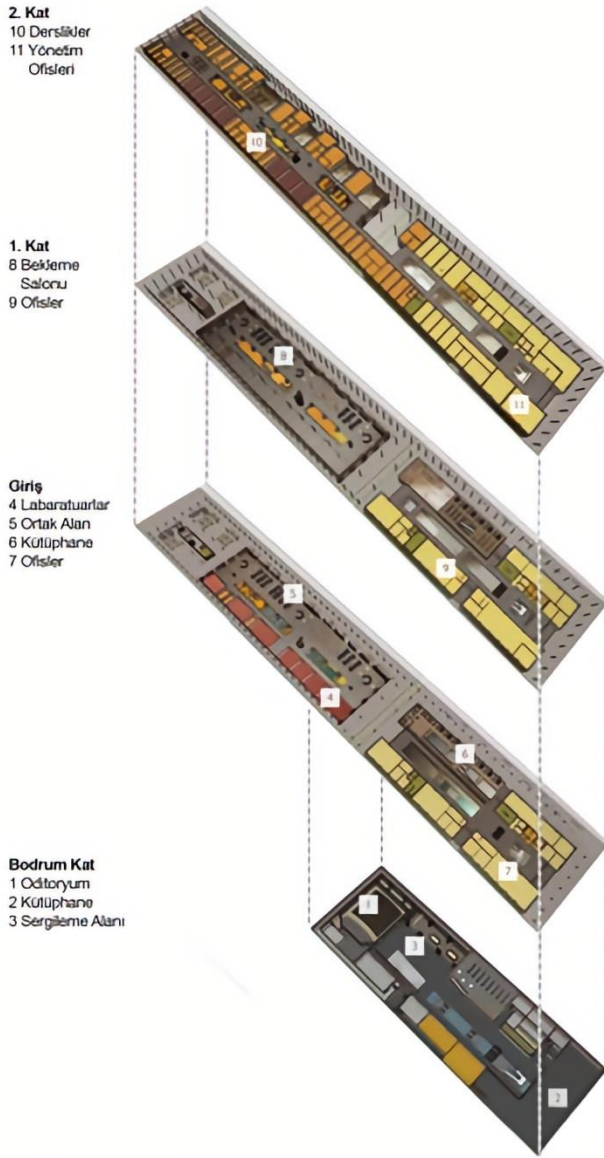 2. Kat
10 Derslikler
11 Yönetim
Ofisleri
10
11
1. Kat
8 Bekleme
Salonu
9 Ofisler
8
9
Giriş
4 Labaratuarlar
5 Ortak Alan
6 Kütüphane
7 Ofisler
5
4
6
7
Bodrum Kat
1 Oditoryum
2 Kütüphane
3 Sergileme Alanı
1
3
2